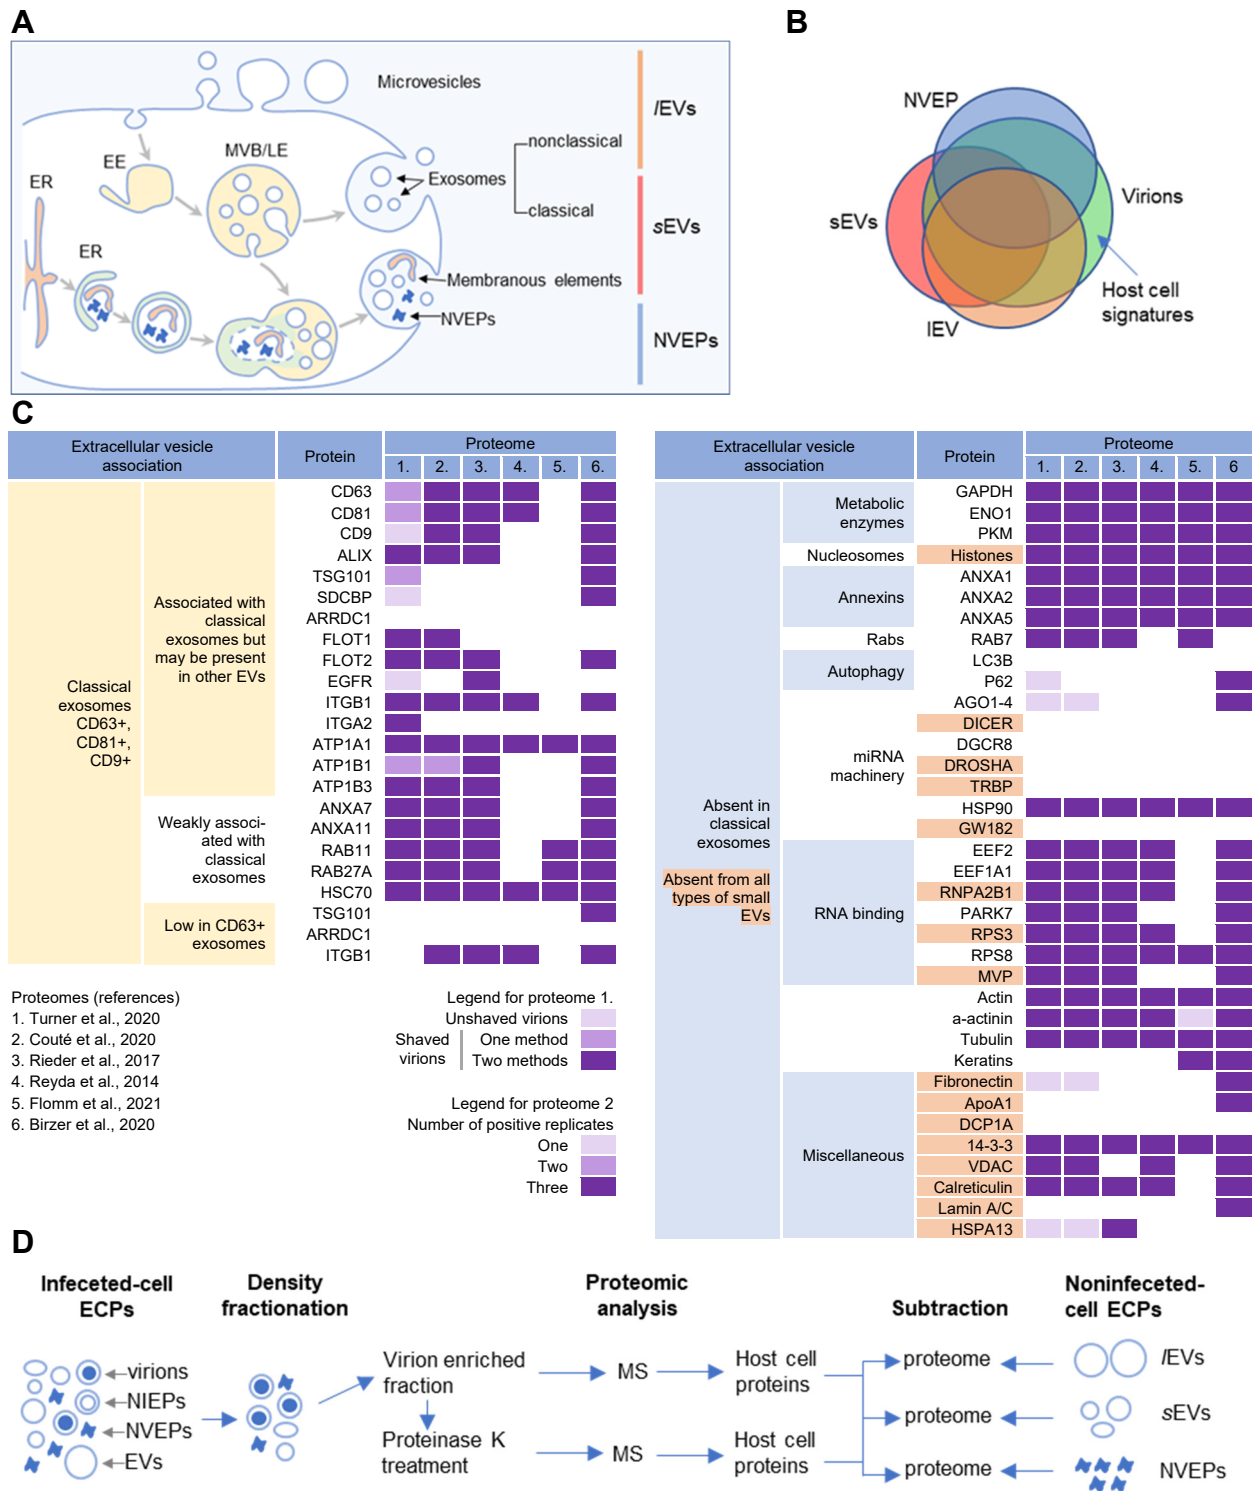 A
B
Microvesicles
lEVs
nonclassical
EE
MVB/LE
Exosomes
ER
classical
sEVs
ER
Membranous elements
NVEPs
NVEPs
NVEP
Virions
sEVs
Host cell
signatures
lEV
C
Extracellular vesicle
association
Protein
Proteome
1. 2. 3. 4. 5. 6.
Classical
exosomes
CD63+,
CD81+,
CD9+
Associated with
classical
exosomes but
may be present
in other EVs
CD63
CD81
CD9
ALIX
TSG101
SDCBP
ARRDC1
FLOT1
FLOT2
EGFR
ITGB1
ITGA2
ATP1A1
ATP1B1
ATP1B3
Weakly associ-
ated with
classical
exosomes
ANXA7
ANXA11
RAB11
RAB27A
HSC70
Low in CD63+
exosomes
TSG101
ARRDC1
ITGB1
Proteomes (references)
1. Turner et al., 2020
2. Couté et al., 2020
3. Rieder et al., 2017
4. Reyda et al., 2014
5. Flomm et al., 2021
6. Birzer et al., 2020
Legend for proteome 1.
Unshaved virions
Shaved
virions
One method
Two methods
Legend for proteome 2
Number of positive replicates
One
Two
Three
Extracellular vesicle
association
Protein
Proteome
1. 2. 3. 4. 5. 6
Absent in
classical
exosomes
Absent from all
types of small
EVs
Metabolic
enzymes
GAPDH
ENO1
PKM
Nucleosomes
Histones
Annexins
ANXA1
ANXA2
ANXA5
Rabs
RAB7
Autophagy
LC3B
P62
miRNA
machinery
AGO1-4
DICER
DGCR8
DROSHA
TRBP
HSP90
GW182
RNA binding
EEF2
EEF1A1
RNPA2B1
PARK7
RPS3
RPS8
MVP
Actin
a-actinin
Tubulin
Keratins
Miscellaneous
Fibronectin
ApoA1
DCP1A
14-3-3
VDAC
Calreticulin
Lamin A/C
HSPA13
D
Infeceted-cell
ECPs
Density
fractionation
Proteomic
analysis
Subtraction
Noninfeceted-
cell ECPs
virions
NIEPs
NVEPs
EVs
Virion enriched
fraction
MS
Host cell
proteins
proteome
lEVs
proteome
sEVs
Proteinase K
treatment
MS
Host cell
proteins
proteome
NVEPs